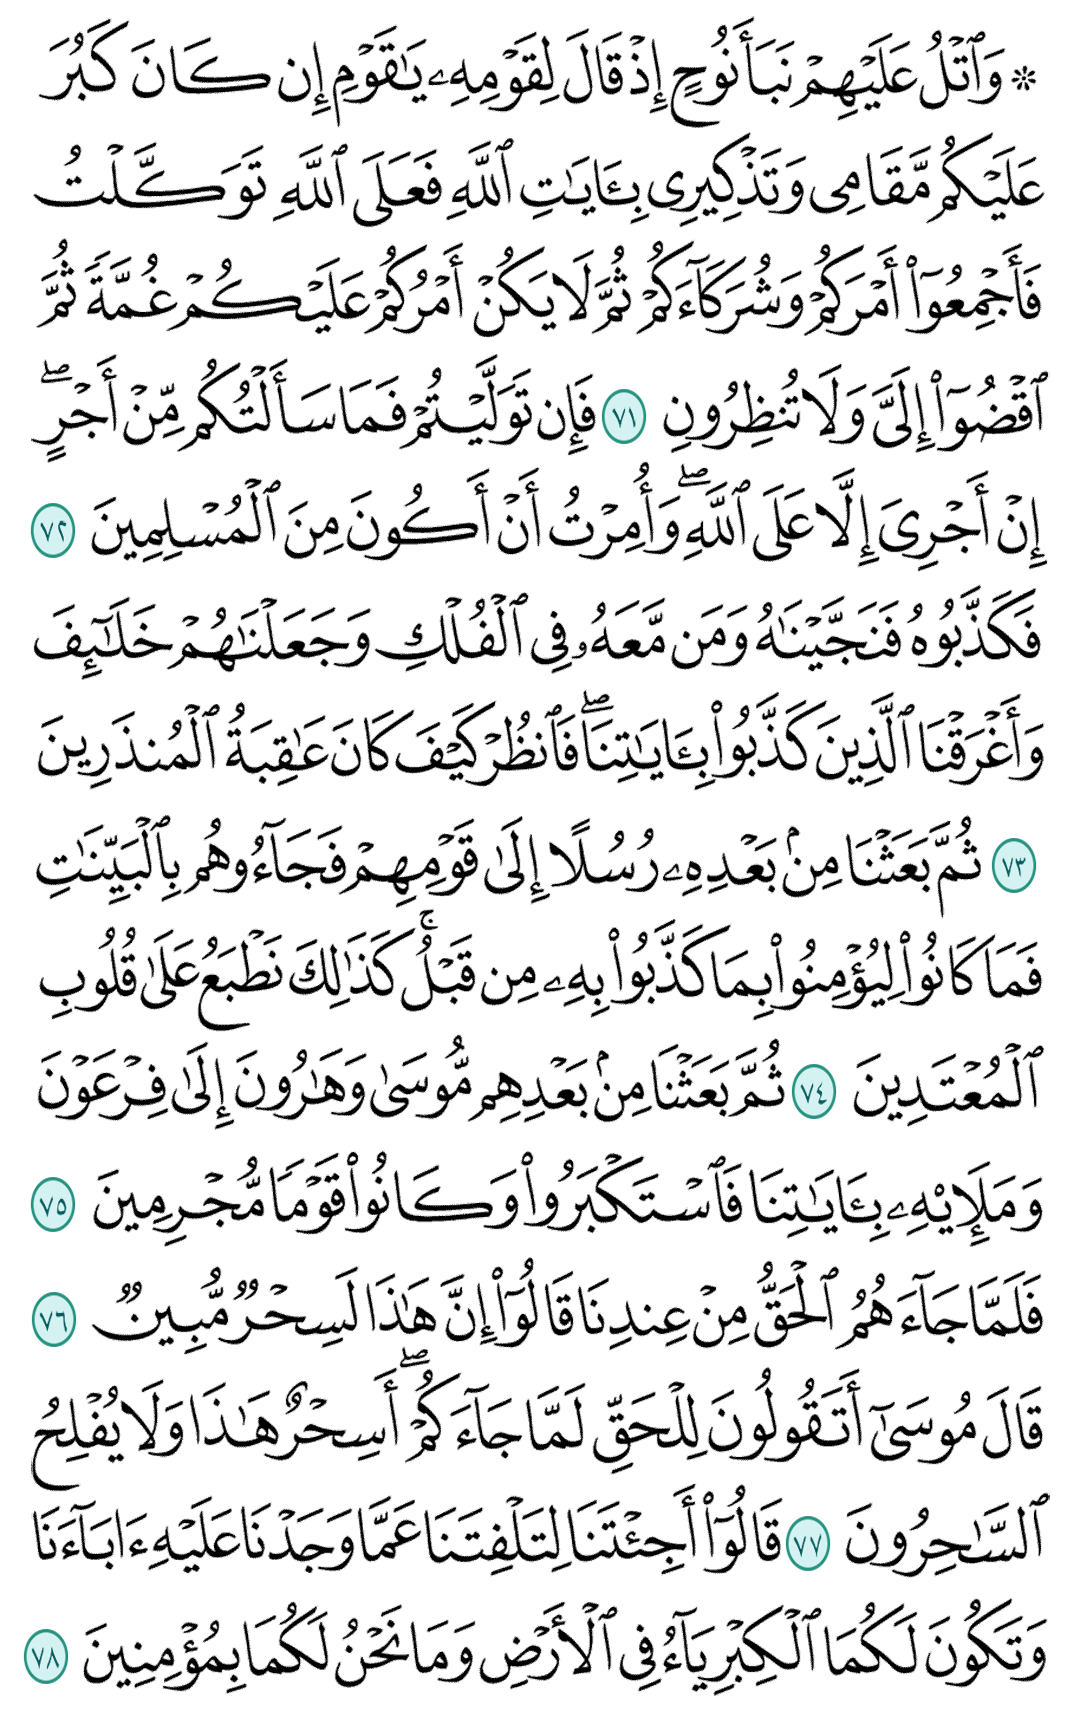 ۞ وَٱتۡلُ عَلَيۡهِمۡ نَبَأَ نُوحٍ إِذۡ قَالَ لِقَوۡمِهِۦ يَٰقَوۡمِ إِن كَانَ كَبُرَ
عَلَيۡكُم مَّقَامِي وَتَذۡكِيرِي بِـَٔايَٰتِ ٱللَّهِ فَعَلَى ٱللَّهِ تَوَكَّلۡتُ
فَأَجۡمِعُوٓاْ أَمۡرَكُمۡ وَشُرَكَآءَكُمۡ ثُمَّ لَا يَكُنۡ أَمۡرُكُمۡ عَلَيۡكُمۡ غُمَّةٗ ثُمَّ
ٱقۡضُوٓاْ إِلَيَّ وَلَا تُنظِرُونِ ٧١ فَإِن تَوَلَّيۡتُمۡ فَمَا سَأَلۡتُكُم مِّنۡ أَجۡرٍۖ
إِنۡ أَجۡرِيَ إِلَّا عَلَى ٱللَّهِۖ وَأُمِرۡتُ أَنۡ أَكُونَ مِنَ ٱلۡمُسۡلِمِينَ ٧٢
فَكَذَّبُوهُ فَنَجَّيۡنَٰهُ وَمَن مَّعَهُۥ فِي ٱلۡفُلۡكِ وَجَعَلۡنَٰهُمۡ خَلَٰٓئِفَ
وَأَغۡرَقۡنَا ٱلَّذِينَ كَذَّبُواْ بِـَٔايَٰتِنَاۖ فَٱنظُرۡ كَيۡفَ كَانَ عَٰقِبَةُ ٱلۡمُنذَرِينَ
٧٣ ثُمَّ بَعَثۡنَا مِنۢ بَعۡدِهِۦ رُسُلًا إِلَىٰ قَوۡمِهِمۡ فَجَآءُوهُم بِٱلۡبَيِّنَٰتِ
فَمَا كَانُواْ لِيُؤۡمِنُواْ بِمَا كَذَّبُواْ بِهِۦ مِن قَبۡلُۚ كَذَٰلِكَ نَطۡبَعُ عَلَىٰ قُلُوبِ
ٱلۡمُعۡتَدِينَ ٧٤ ثُمَّ بَعَثۡنَا مِنۢ بَعۡدِهِم مُّوسَىٰ وَهَٰرُونَ إِلَىٰ فِرۡعَوۡنَ
وَمَلَإِيْهِۦ بِـَٔايَٰتِنَا فَٱسۡتَكۡبَرُواْ وَكَانُواْ قَوۡمٗا مُّجۡرِمِينَ ٧٥
فَلَمَّا جَآءَهُمُ ٱلۡحَقُّ مِنۡ عِندِنَا قَالُوٓاْ إِنَّ هَٰذَا لَسِحۡرٞ مُّبِينٞ ٧٦
قَالَ مُوسَىٰٓ أَتَقُولُونَ لِلۡحَقِّ لَمَّا جَآءَكُمۡۖ أَسِحۡرٌ هَٰذَا وَلَا يُفۡلِحُ
ٱلسَّٰحِرُونَ ٧٧ قَالُوٓاْ أَجِئۡتَنَا لِتَلۡفِتَنَا عَمَّا وَجَدۡنَا عَلَيۡهِ ءَابَآءَنَا
وَتَكُونَ لَكُمَا ٱلۡكِبۡرِيَآءُ فِي ٱلۡأَرۡضِ وَمَا نَحۡنُ لَكُمَا بِمُؤۡمِنِينَ ٧٨